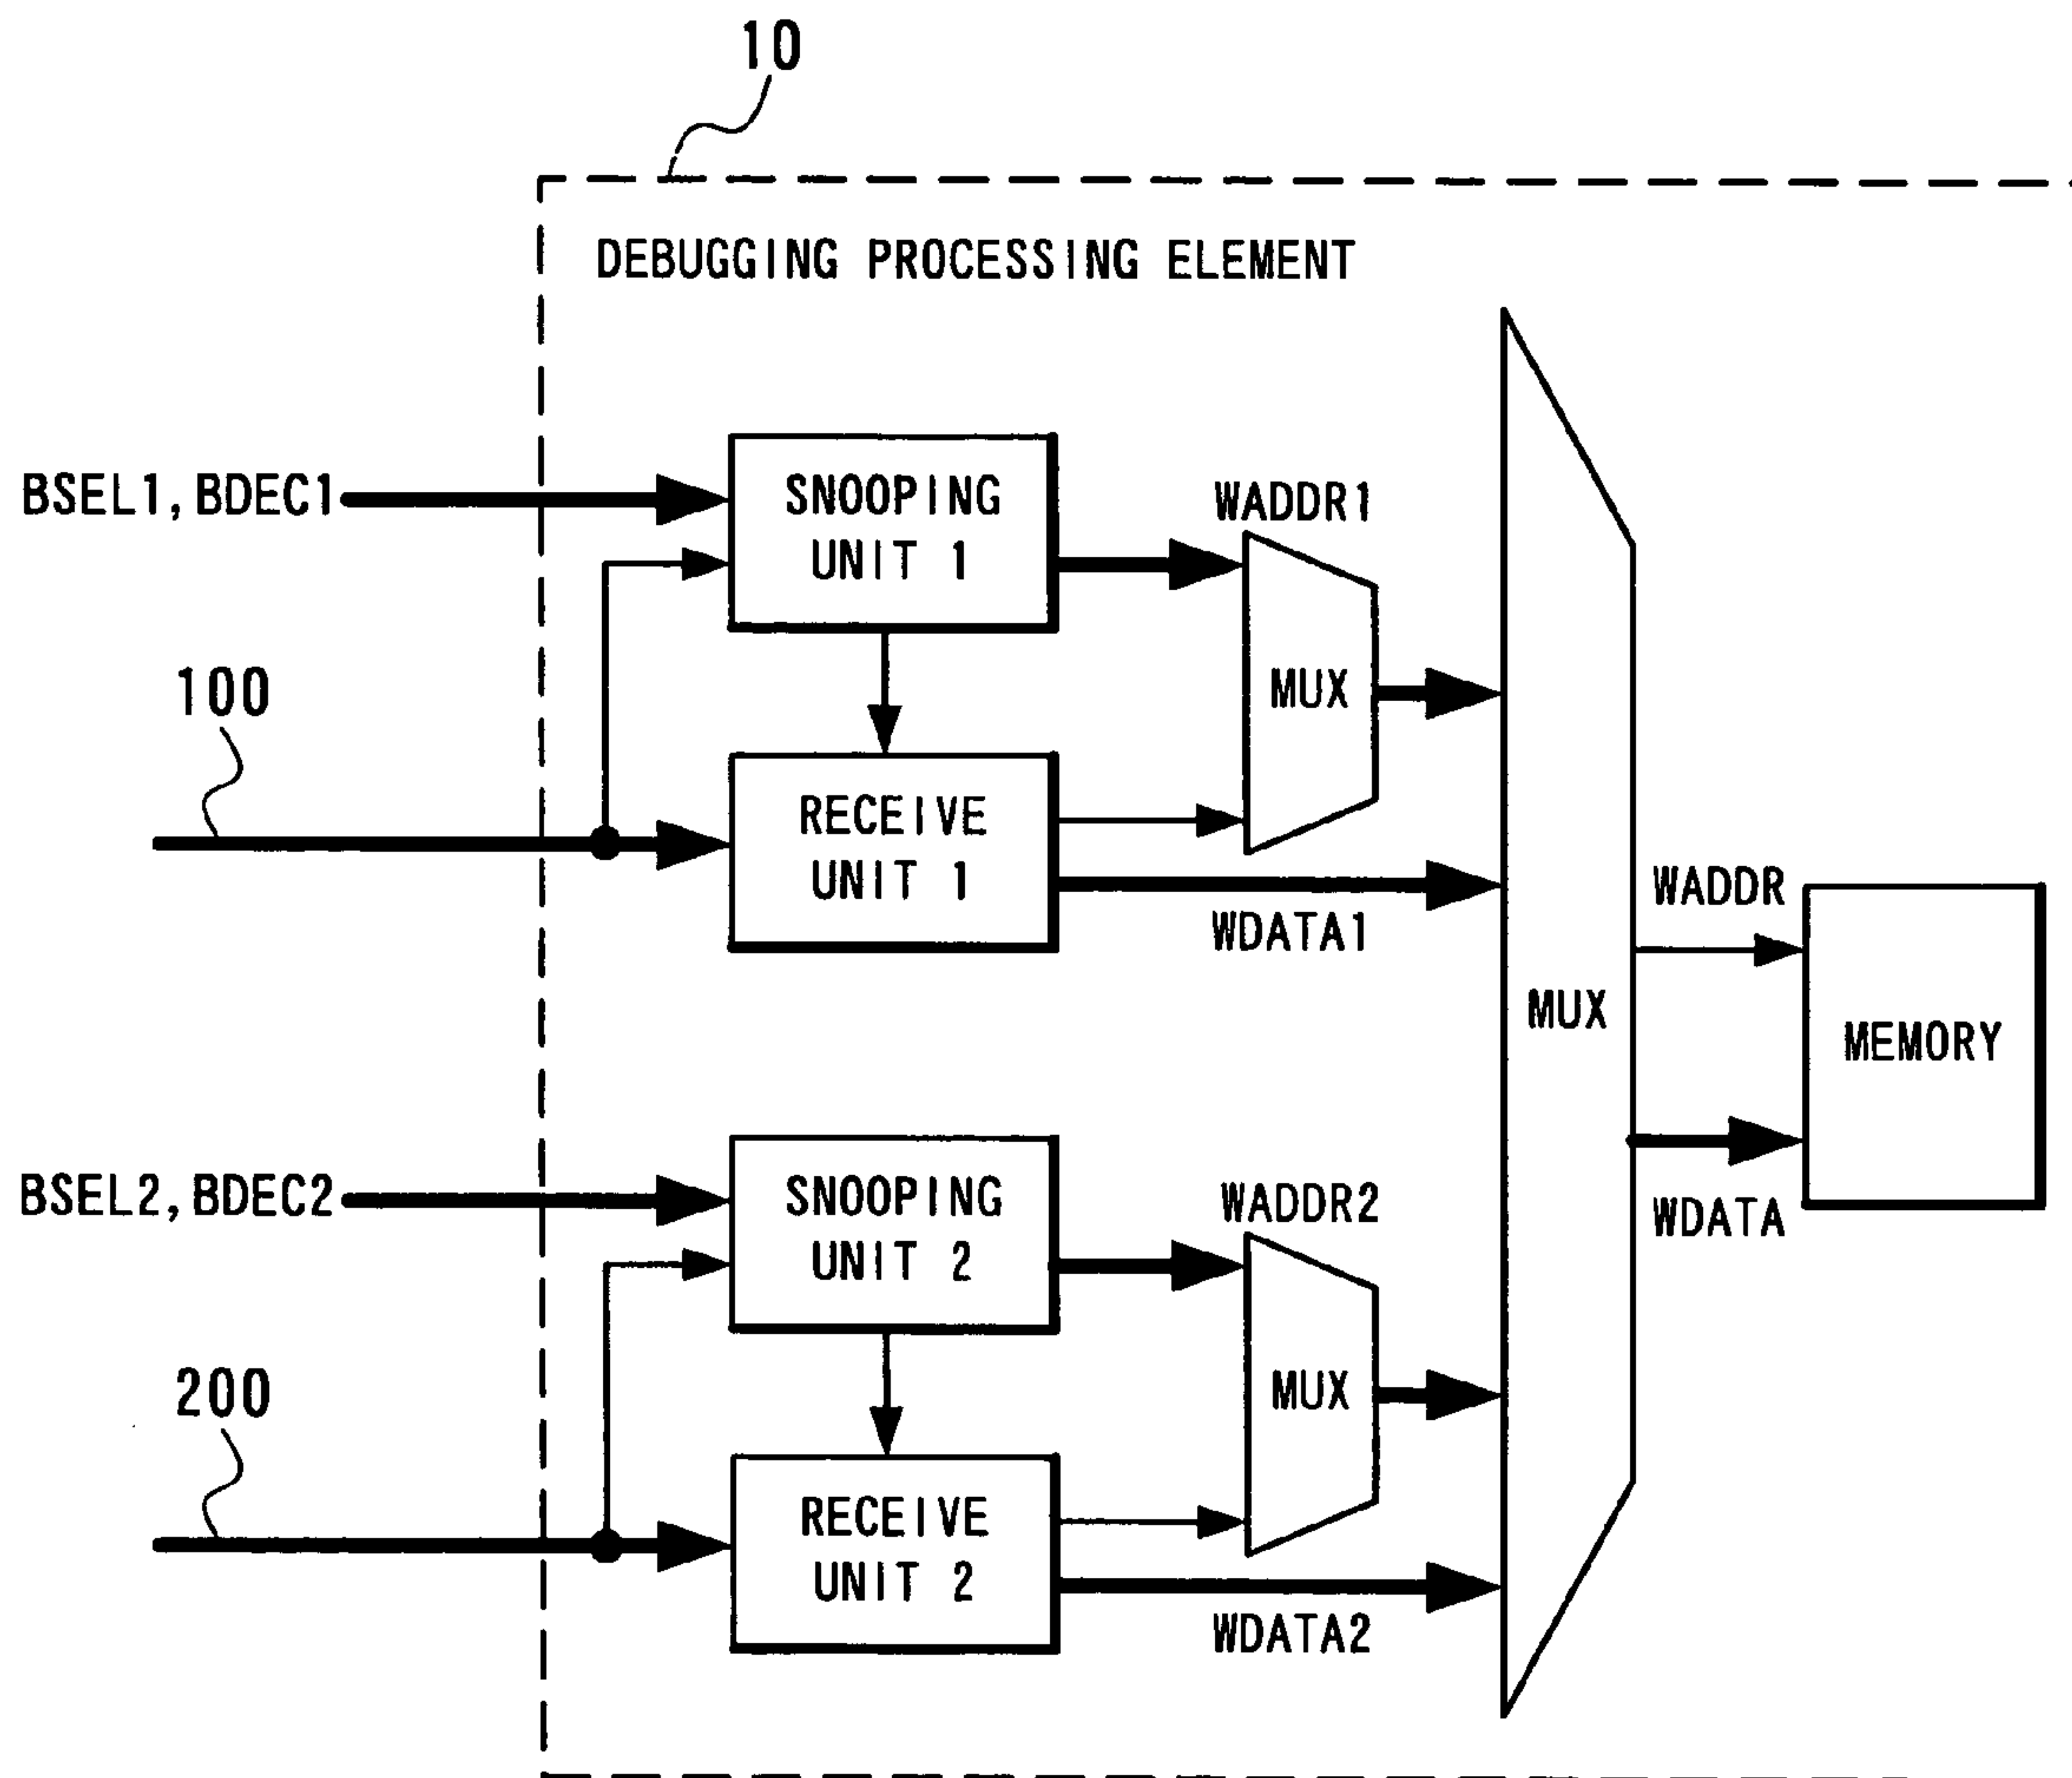 10
DEBUGGING PROCESSING ELEMENT
BSEL1, BDEC1
SNOOPING
UNIT 1
WADDR1
MUX
100
RECEIVE
UNIT 1
WDATA1
WADDR
MUX
MEMORY
WDATA
BSEL2, BDEC2
SNOOPING
UNIT 2
WADDR2
MUX
200
RECEIVE
UNIT 2
WDATA2